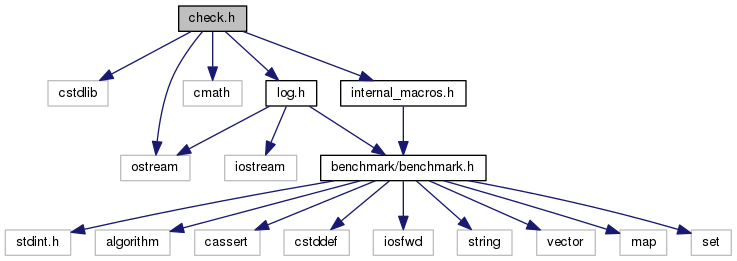 check.h
cstdlib
cmath
log.h
internal_macros.h
ostream
iostream
benchmark/benchmark.h
stdint.h
algorithm
cassert
cstddef
iosfwd
string
vector
map
set